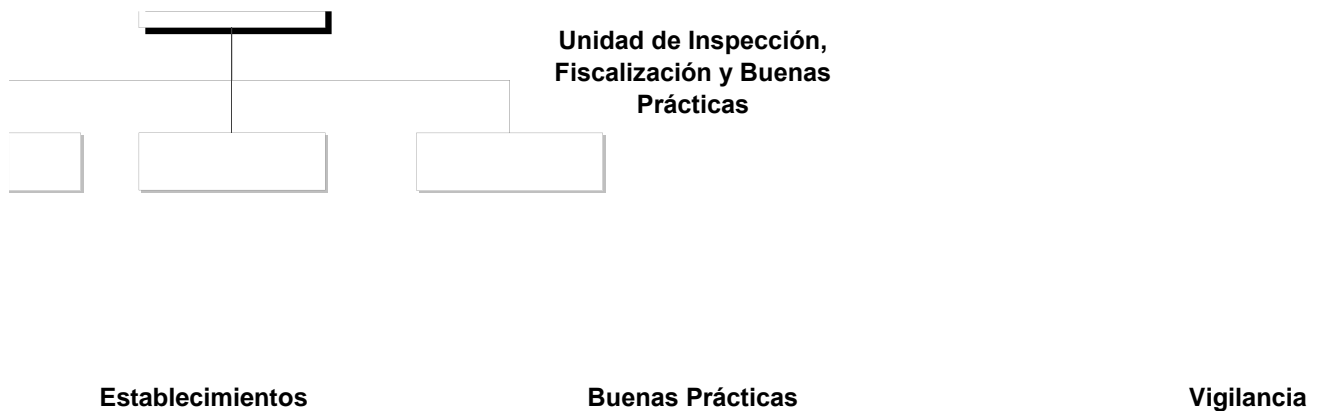 Unidad de Inspección,
Fiscalización y Buenas
Prácticas
Establecimientos Buenas Prácticas Vigilancia